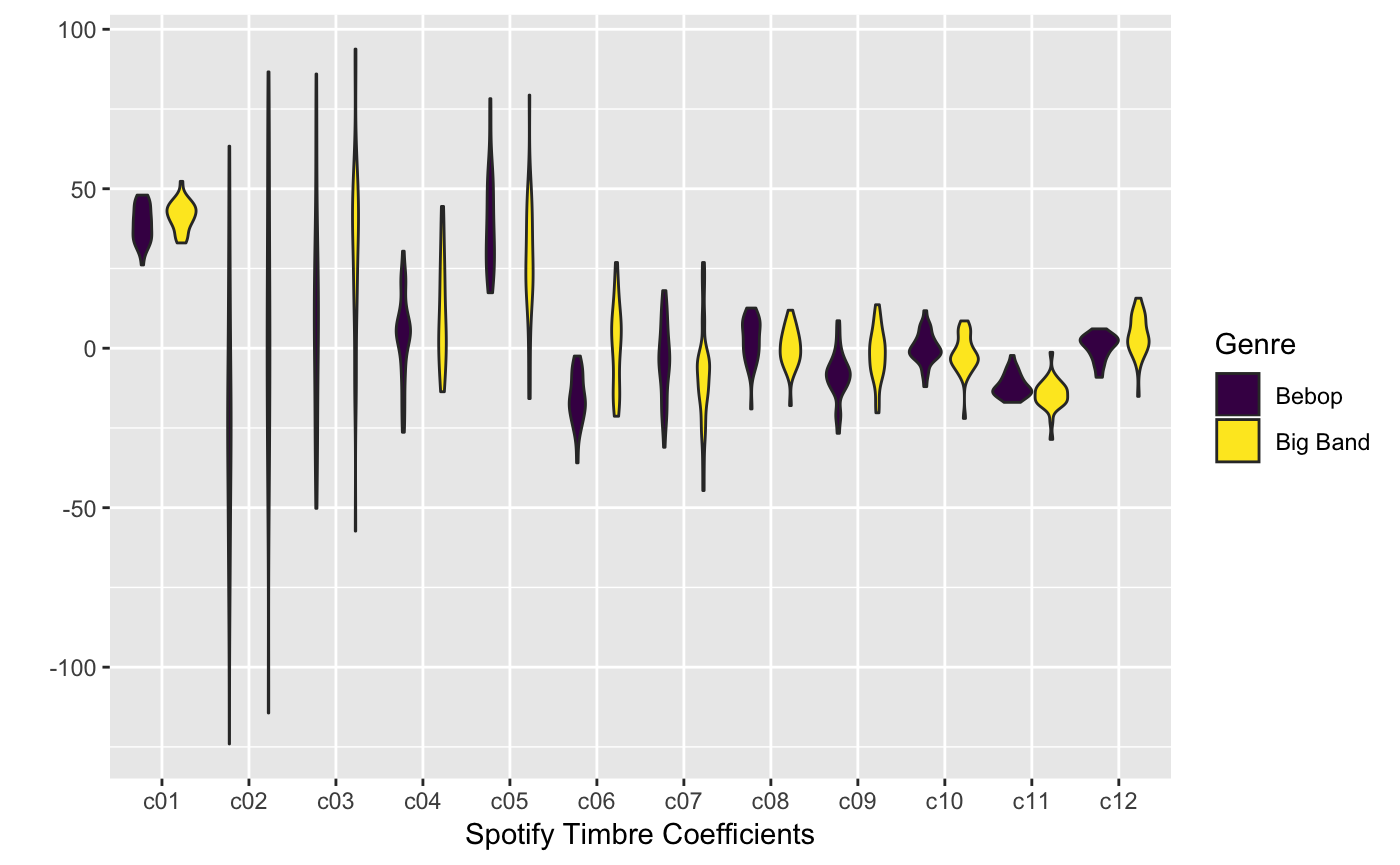 100
50
0
-50
-100
c01 c02 c03 c04 c05 c06 c07 c08 c09 c10 c11 c12
Spotify Timbre Coefficients
Genre
Bebop
Big Band